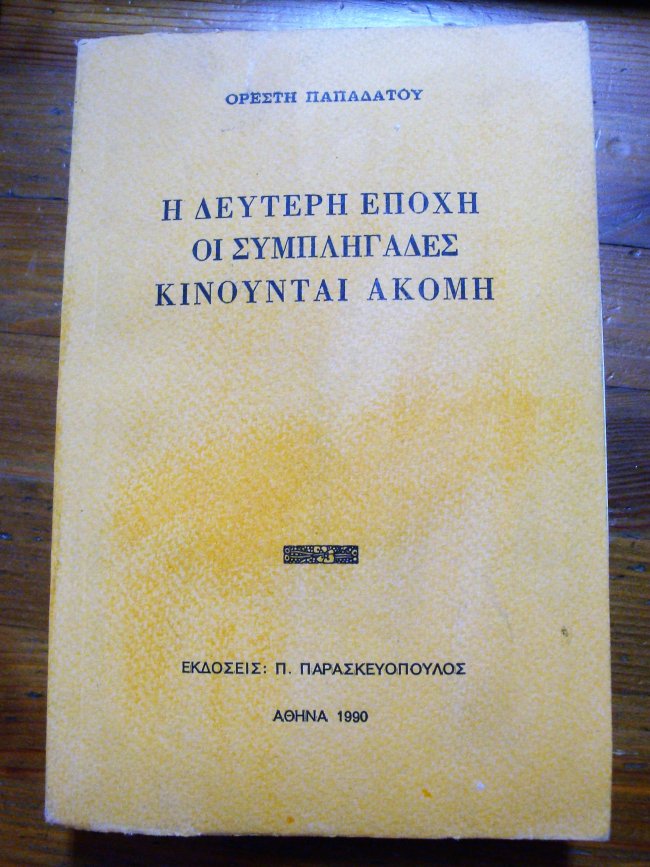 ΟΡΕΣΤΗ ΠΑΠΑΔΑΤΟΥ
Η ΔΕΥΤΕΡΗ ΕΠΟΧΗ
ΟΙ ΣΥΜΠΛΗΓΑΔΕΣ
ΚΙΝΟΥΝΤΑΙ ΑΚΟΜΗ
ΕΚΔΟΣΕΙΣ: Π. ΠΑΡΑΣΚΕΥΟΠΟΥΛΟΣ
ΑΘΗΝΑ 1990